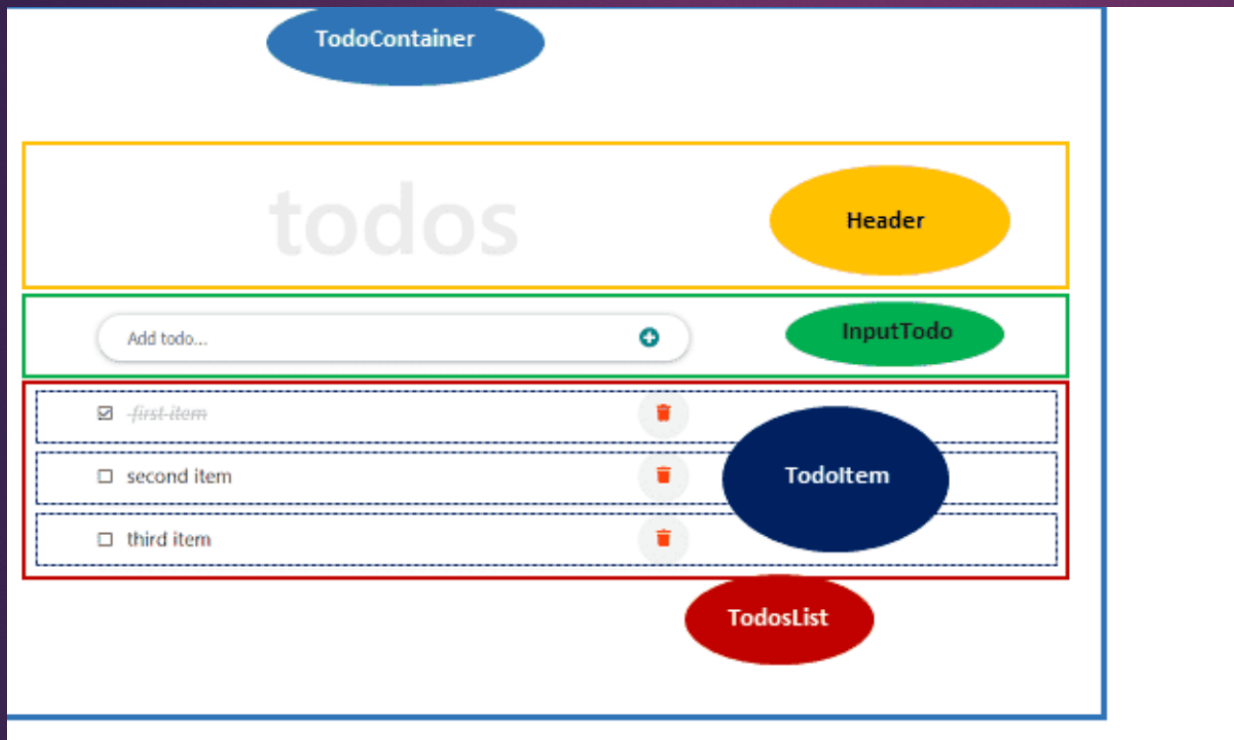 TodoContainer
todos
Header
Add todo...
InputTodo
first item
second item
TodoItem
third item
TodosList